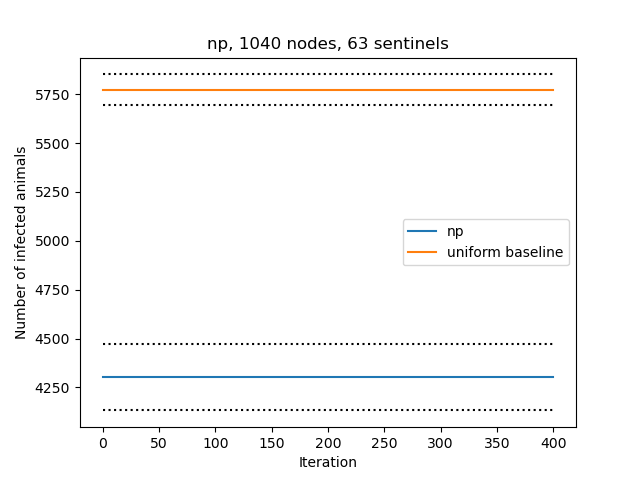 np, 1040 nodes, 63 sentinels
Number of infected animals
5750
5500
5250
5000
4750
4500
4250
np
uniform baseline
0 50 100 150 200 250 300 350 400
Iteration